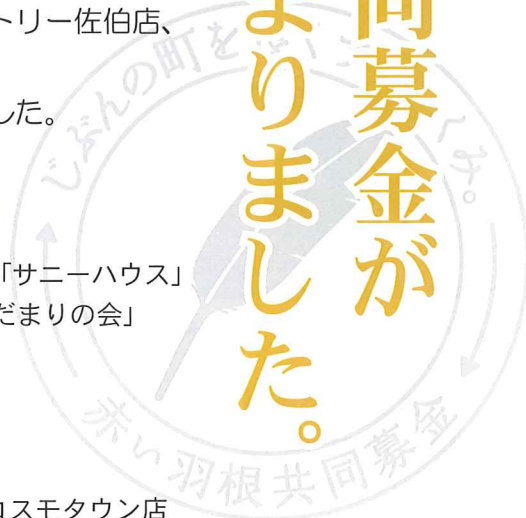 同募金が
まりました。
トリー佐伯店、
した。
「サニーハウス」
だまりの会」
コスモタウン店
じぶんの町を
くみ。
赤い羽根共同募金